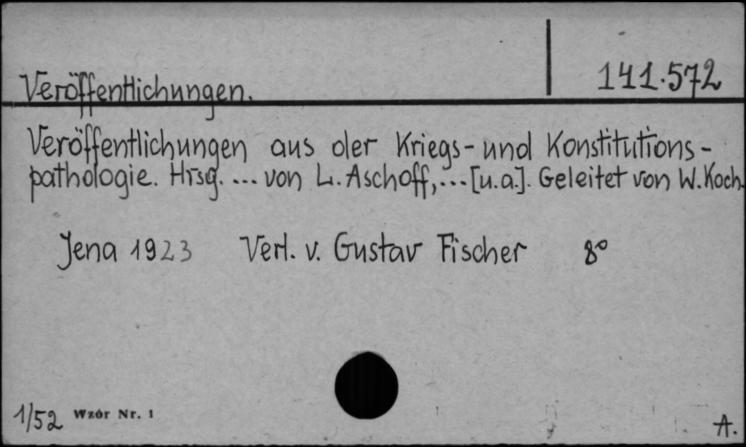 141.572
Veröffentlichungen.
Veröffentlichungen aus der Kriegs- und Konstitutions-
pathologie. Hrsg. ... von L. Aschoff,... [u.a.]. Geleitet von W. Koch.
Jena 1923 Verl. v. Gustav Fischer 8°
1/52 Wzór Nr. 1
A.